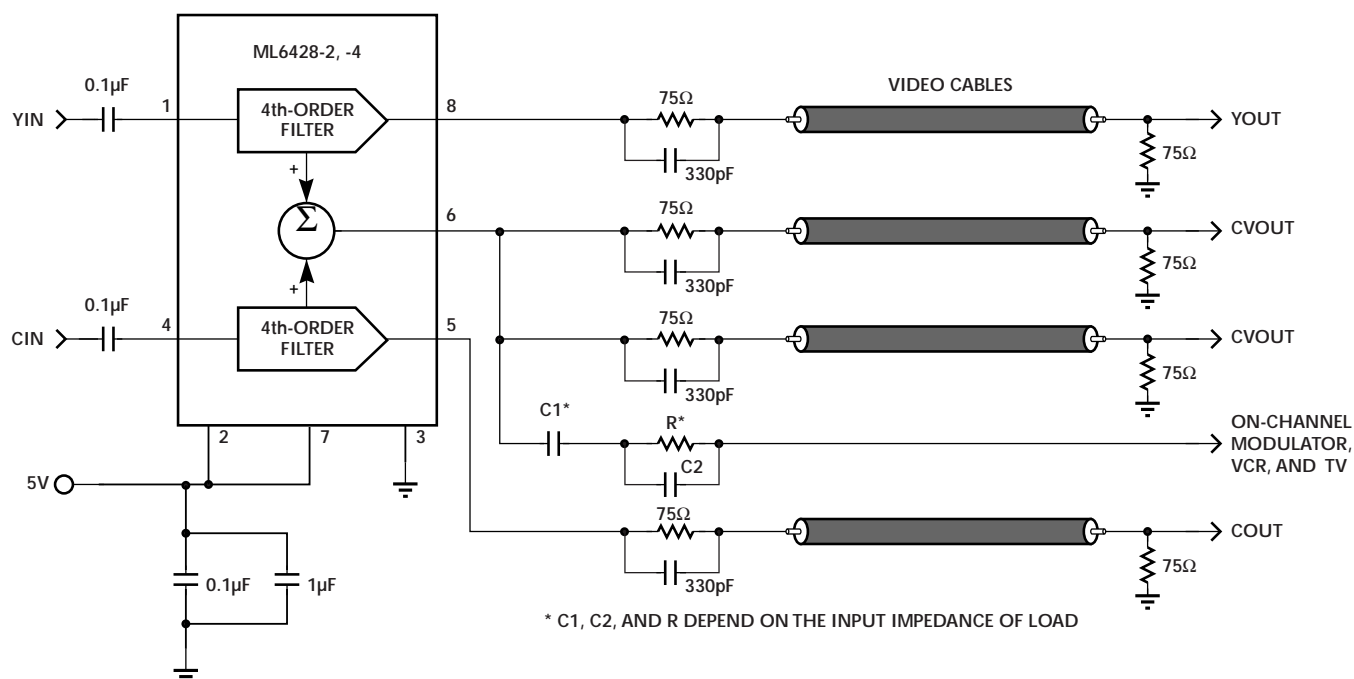 ML6428-2, -4
0.1µF
YIN
1
4th-ORDER
FILTER
8
75Ω
330pF
VIDEO CABLES
YOUT
75Ω
+
Σ
6
75Ω
330pF
CVOUT
75Ω
+
0.1µF
CIN
4
4th-ORDER
FILTER
5
75Ω
330pF
CVOUT
75Ω
C1*
R*
C2
ON-CHANNEL
MODULATOR,
VCR, AND TV
2
7
3
5V
75Ω
330pF
COUT
75Ω
0.1µF
1µF
* C1, C2, AND R DEPEND ON THE INPUT IMPEDANCE OF LOAD